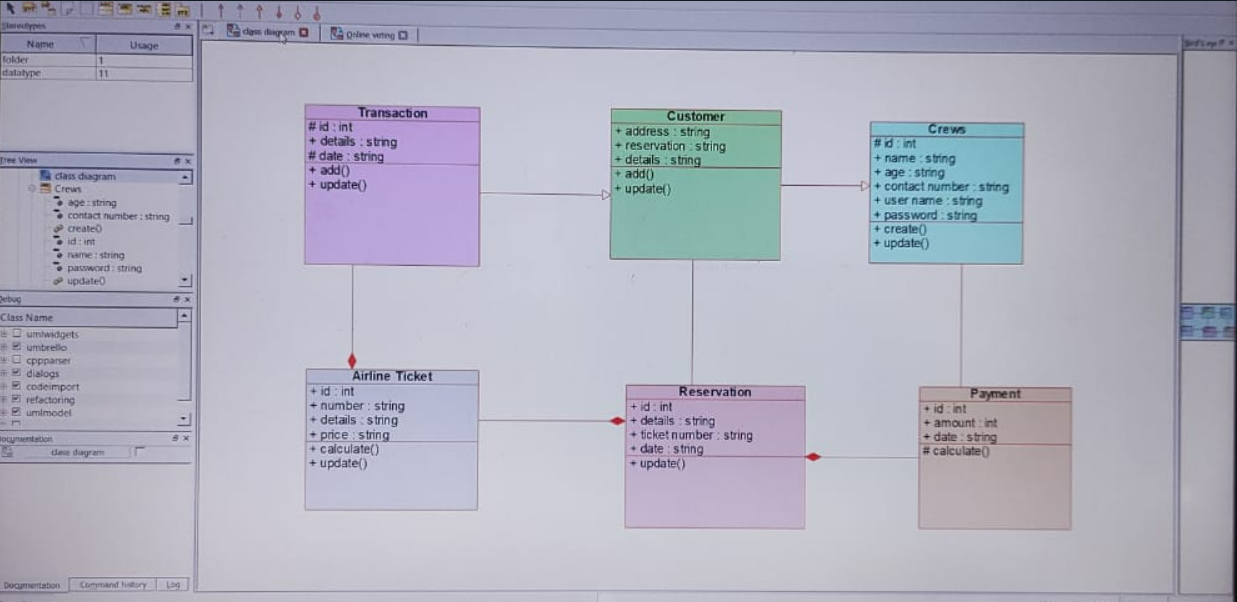 Stereotypes
Name Usage
folder 1
datatype 11
Tree View
class diagram
Crews
age : string
contact number : string
create()
id : int
name : string
password : string
update()
Debug
Class Name
umlwidgets
umbrello
cppparser
dialogs
codeimport
refactoring
umlmodel
Documentation
class diagram
Documentation Command history Log
class diagram Online voting
Transaction
# id : int
+ details : string
# date : string
+ add()
+ update()
Customer
+ address : string
+ reservation : string
+ details : string
+ add()
+ update()
Crews
# id : int
+ name : string
+ age : string
+ contact number : string
+ user name : string
+ password : string
+ create()
+ update()
Airline Ticket
+ id : int
+ number : string
+ details : string
+ price : string
+ calculate()
+ update()
Reservation
+ id : int
+ details : string
+ ticket number : string
+ date : string
+ update()
Payment
+ id : int
+ amount : int
+ date : string
# calculate()